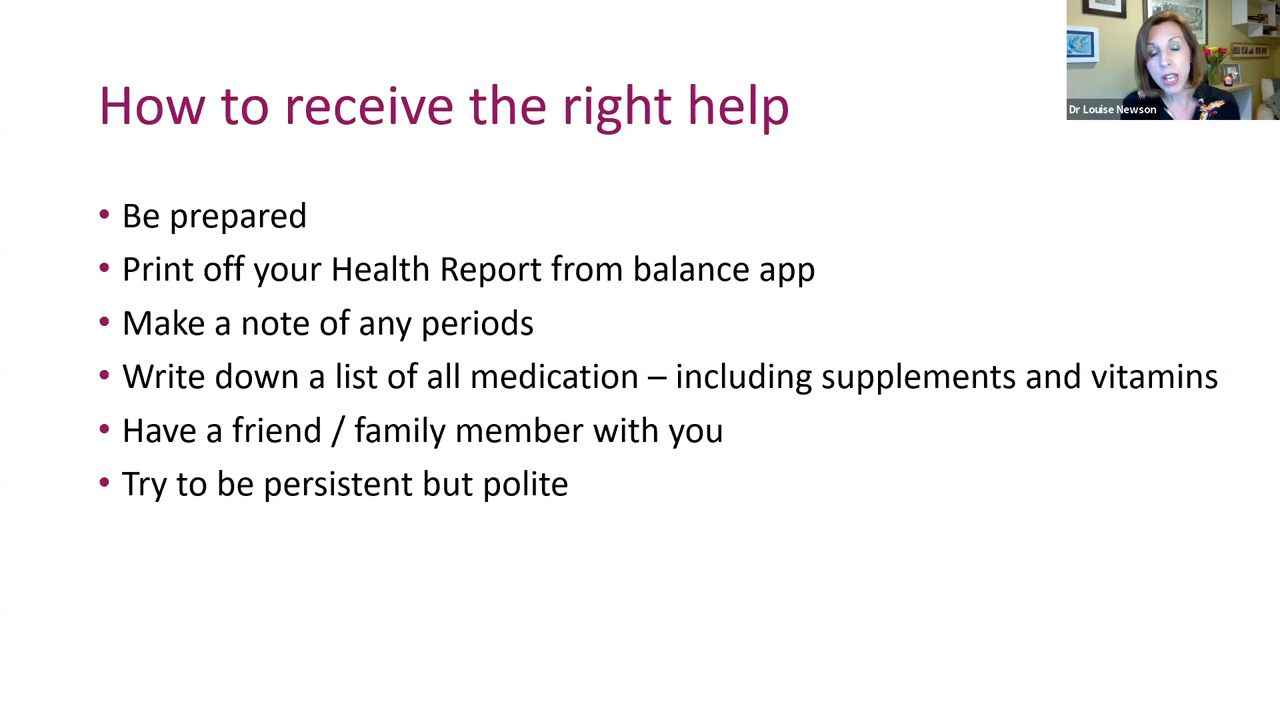 How to receive the right help
Dr Louise Newson
• Be prepared
• Print off your Health Report from balance app
• Make a note of any periods
• Write down a list of all medication – including supplements and vitamins
• Have a friend / family member with you
• Try to be persistent but polite